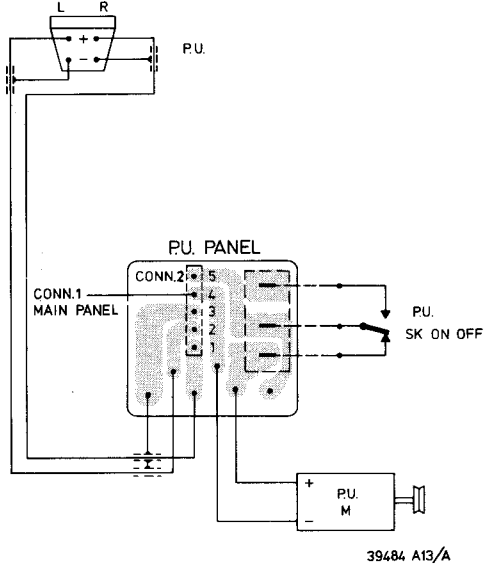 L R
+
−
P.U.
P.U. PANEL
CONN.2 5
CONN.1 4
MAIN PANEL
3
2
1
P.U.
SK ON OFF
+
P.U.
M
−
39484 A13/A